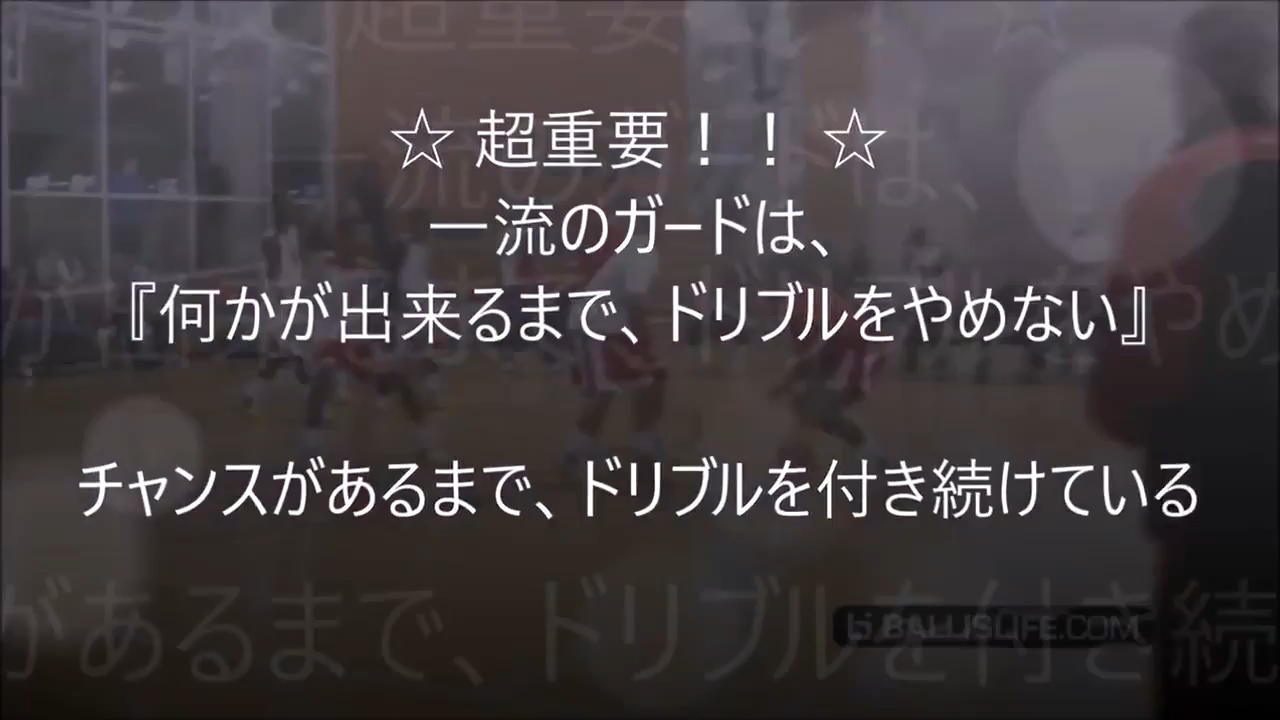 ☆ 超重要！！ ☆
一流のガードは、
『何かが出来るまで、ドリブルをやめない』
チャンスがあるまで、ドリブルを付き続けている
BALLISLIFE.COM